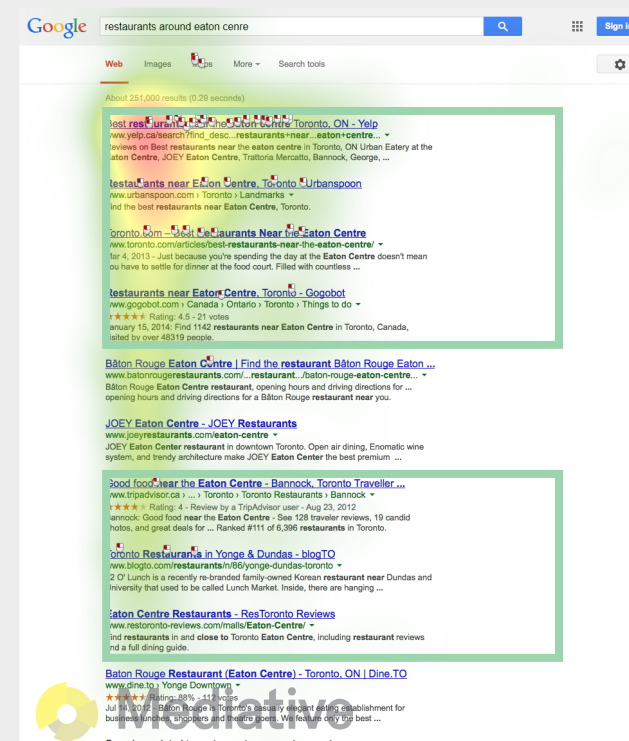 Google restaurants around eaton cenre Sign i
Web Images More Search tools
About 251,000 results (0.29 seconds)
the Eaton Centre Toronto, ON - Yelp
www.yelp.ca/search?find_desc...restaurants+near...eaton+centre...
Reviews on Best restaurants near the eaton centre in Toronto, ON Urban Eatery at the
Eaton Centre, JOEY Eaton Centre, Trattoria Mercatto, Bannock, George, ...
Restaurants near Eaton Centre, Toronto - Urbanspoon
www.urbanspoon.com › Toronto › Landmarks
Find the best restaurants near Eaton Centre, Toronto.
Toronto.com – Best Restaurants Near the Eaton Centre
www.toronto.com/articles/best-restaurants-near-the-eaton-centre/
Mar 4, 2013 - Just because you're spending the day at the Eaton Centre doesn't mean
you have to settle for dinner at the food court. Filled with countless ...
Restaurants near Eaton Centre, Toronto - Gogobot
www.gogobot.com › Canada › Ontario › Toronto › Things to do
Rating: 4.5 - 21 votes
January 15, 2014: Find 1142 restaurants near Eaton Centre in Toronto, Canada,
visited by over 48319 people.
Bâton Rouge Eaton Centre | Find the restaurant Bâton Rouge Eaton ...
www.batonrougerestaurants.com/...restaurant.../baton-rouge-eaton-centre...
Bâton Rouge Eaton Centre restaurant, opening hours and driving directions for ...
opening hours and driving directions for a Bâton Rouge restaurant near you.
JOEY Eaton Centre - JOEY Restaurants
www.joeyrestaurants.com/eaton-centre
JOEY Eaton Center restaurant in downtown Toronto. Open air dining, Enomatic wine
system, and trendy architecture make JOEY Eaton Center the best premium ...
Good food near the Eaton Centre - Bannock, Toronto Traveller ...
www.tripadvisor.ca › ... › Toronto › Toronto Restaurants › Bannock
Rating: 4 - Review by a TripAdvisor user - Aug 23, 2012
Bannock: Good food near the Eaton Centre - See 128 traveler reviews, 19 candid
photos, and great deals for ... Ranked #111 of 6,396 restaurants in Toronto.
Toronto Restaurants in Yonge & Dundas - blogTO
www.blogto.com/restaurants/n/86/yonge-dundas-toronto
2 O' Lunch is a recently re-branded family-owned Korean restaurant near Dundas and
University that used to be called Lunch Market. Inside, there are hanging ...
Eaton Centre Restaurants - RestoToronto Reviews
www.restoronto-reviews.com/malls/Eaton-Centre/
Find restaurants in and close to Toronto Eaton Centre, including restaurant reviews
and a full dining guide.
Baton Rouge Restaurant (Eaton Centre) - Toronto, ON | Dine.TO
www.dine.to › Yonge Downtown
Rating: 88% - 112 votes
Jul 14, 2012 - Bâton Rouge is Toronto's casually elegant eating establishment for
business lunches, shoppers and theatre goers. We feature only the best ...
Mediative